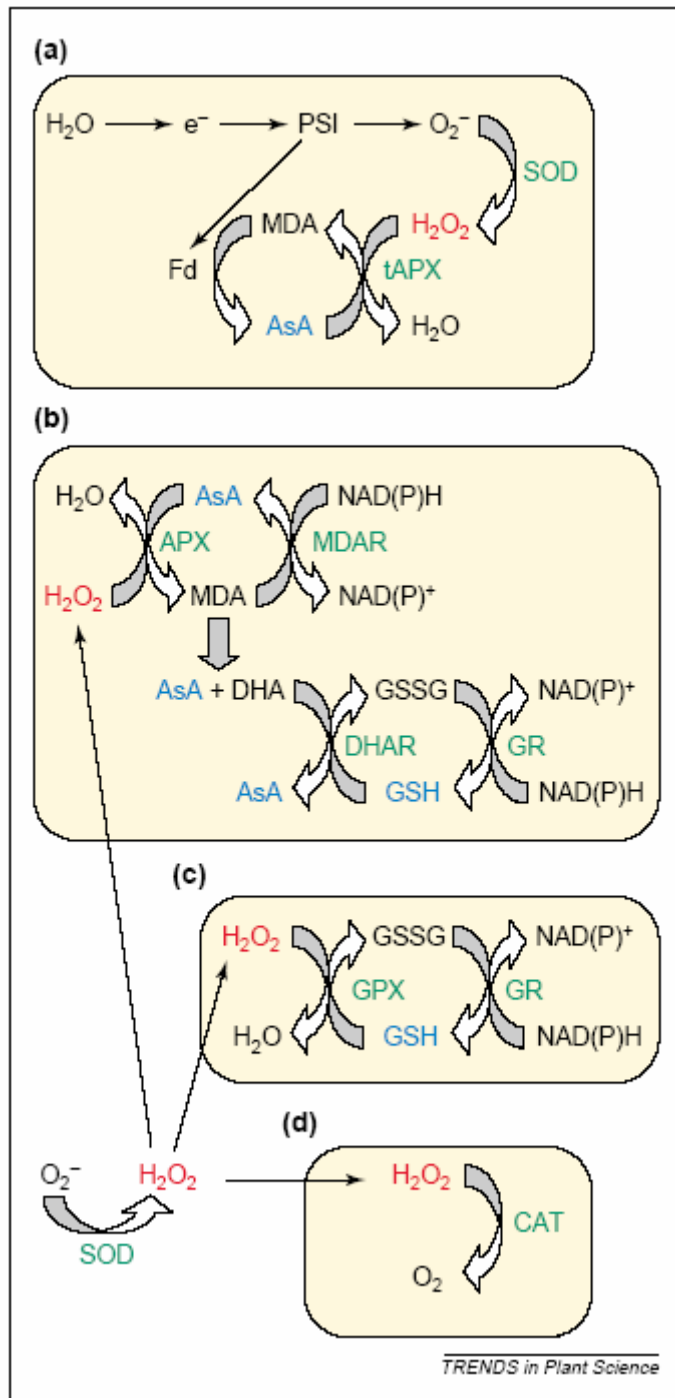 (a)
H₂O e⁻ PSI O₂⁻
SOD
MDA H₂O₂
Fd tAPX
AsA H₂O
(b)
H₂O AsA NAD(P)H
APX MDAR
H₂O₂ MDA NAD(P)⁺
AsA + DHA GSSG NAD(P)⁺
DHAR GR
AsA GSH NAD(P)H
(c)
H₂O₂ GSSG NAD(P)⁺
GPX GR
H₂O GSH NAD(P)H
(d)
O₂⁻ H₂O₂ H₂O₂
CAT
SOD
O₂
TRENDS in Plant Science